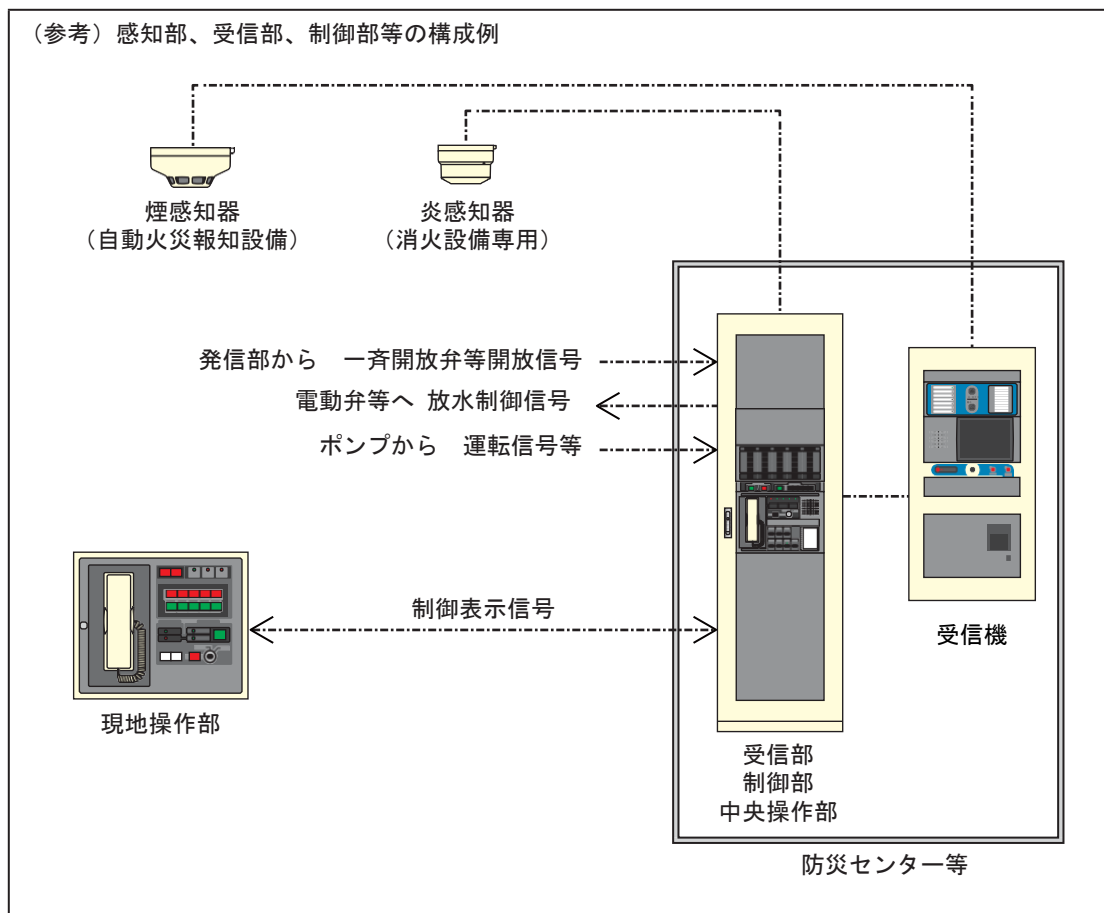 （参考）感知部、受信部、制御部等の構成例
煙感知器
（自動火災報知設備）
炎感知器
（消火設備専用）
発信部から　一斉開放弁等開放信号
電動弁等へ 放水制御信号
ポンプから　運転信号等
制御表示信号
現地操作部
受信機
受信部
制御部
中央操作部
防災センター等